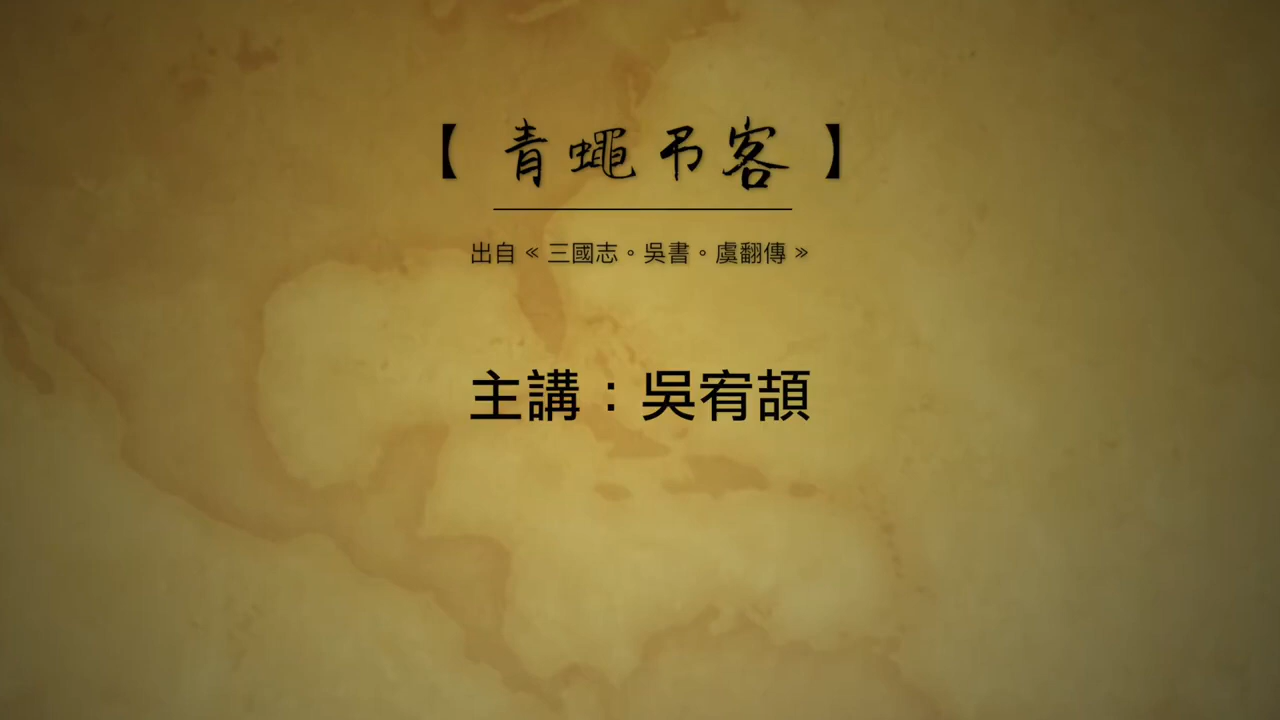 【 青蠅弔客 】
出自 « 三國志。吳書。虞翻傳 »
主講：吳宥頡